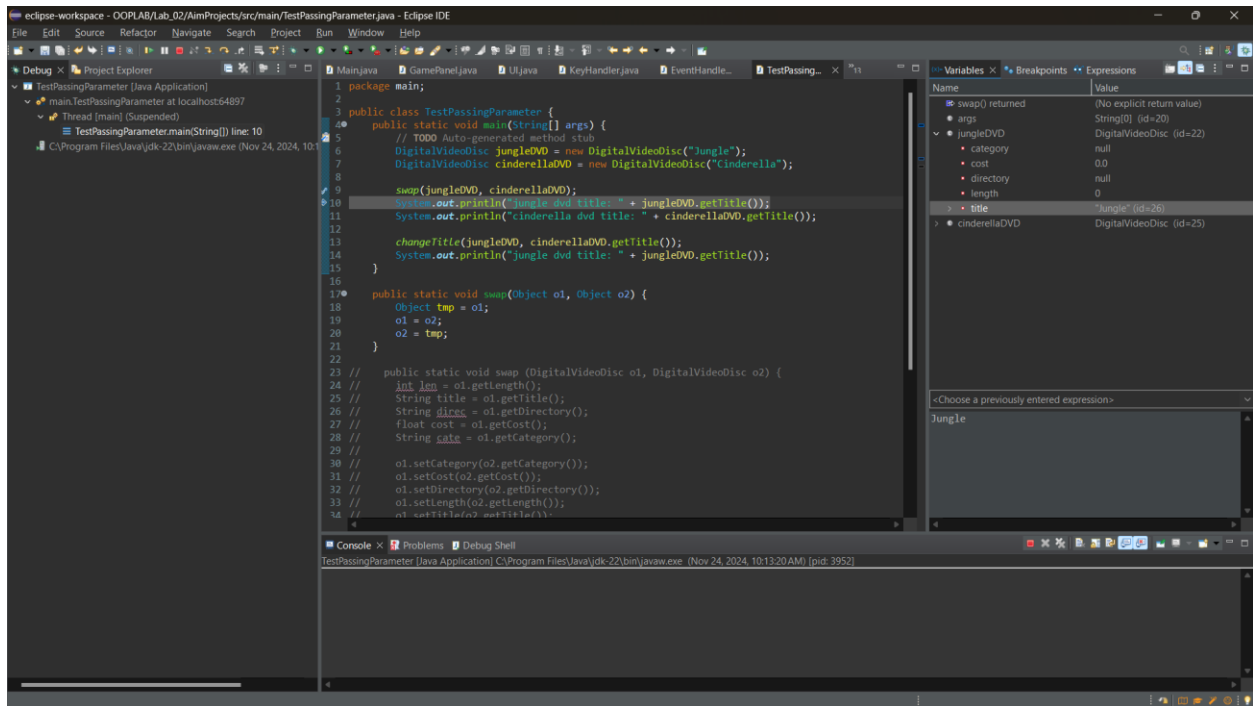 eclipse-workspace - OOPLAB/Lab_02/AimProjects/src/main/TestPassingParameter.java - Eclipse IDE
File Edit Source Refactor Navigate Search Project Run Window Help
Debug Project Explorer
TestPassingParameter [Java Application]
main.TestPassingParameter at localhost:64897
Thread [main] (Suspended)
TestPassingParameter.main(String[]) line: 10
C:\Program Files\Java\jdk-22\bin\javaw.exe (Nov 24, 2024, 10:1
Main.java GamePanel.java UI.java KeyHandler.java EventHandle... TestPassing... »11
1 package main;
2
3 public class TestPassingParameter {
4 public static void main(String[] args) {
5 // TODO Auto-generated method stub
6 DigitalVideoDisc jungleDVD = new DigitalVideoDisc("Jungle");
7 DigitalVideoDisc cinderellaDVD = new DigitalVideoDisc("Cinderella");
8
9 swap(jungleDVD, cinderellaDVD);
10 System.out.println("jungle dvd title: " + jungleDVD.getTitle());
11 System.out.println("cinderella dvd title: " + cinderellaDVD.getTitle());
12
13 changeTitle(jungleDVD, cinderellaDVD.getTitle());
14 System.out.println("jungle dvd title: " + jungleDVD.getTitle());
15 }
16
17 public static void swap(Object o1, Object o2) {
18 Object tmp = o1;
19 o1 = o2;
20 o2 = tmp;
21 }
22
23 // public static void swap (DigitalVideoDisc o1, DigitalVideoDisc o2) {
24 // int len = o1.getLength();
25 // String title = o1.getTitle();
26 // String direc = o1.getDirectory();
27 // float cost = o1.getCost();
28 // String cate = o1.getCategory();
29 //
30 // o1.setCategory(o2.getCategory());
31 // o1.setCost(o2.getCost());
32 // o1.setDirectory(o2.getDirectory());
33 // o1.setLength(o2.getLength());
34 // o1.setTitle(o2.getTitle());
Variables Breakpoints Expressions
Name Value
swap() returned (No explicit return value)
args String[0] (id=20)
jungleDVD DigitalVideoDisc (id=22)
category null
cost 0.0
directory null
length 0
title "Jungle" (id=26)
cinderellaDVD DigitalVideoDisc (id=25)
<Choose a previously entered expression>
Jungle
Console Problems Debug Shell
TestPassingParameter [Java Application] C:\Program Files\Java\jdk-22\bin\javaw.exe (Nov 24, 2024, 10:13:20 AM) [pid: 3952]